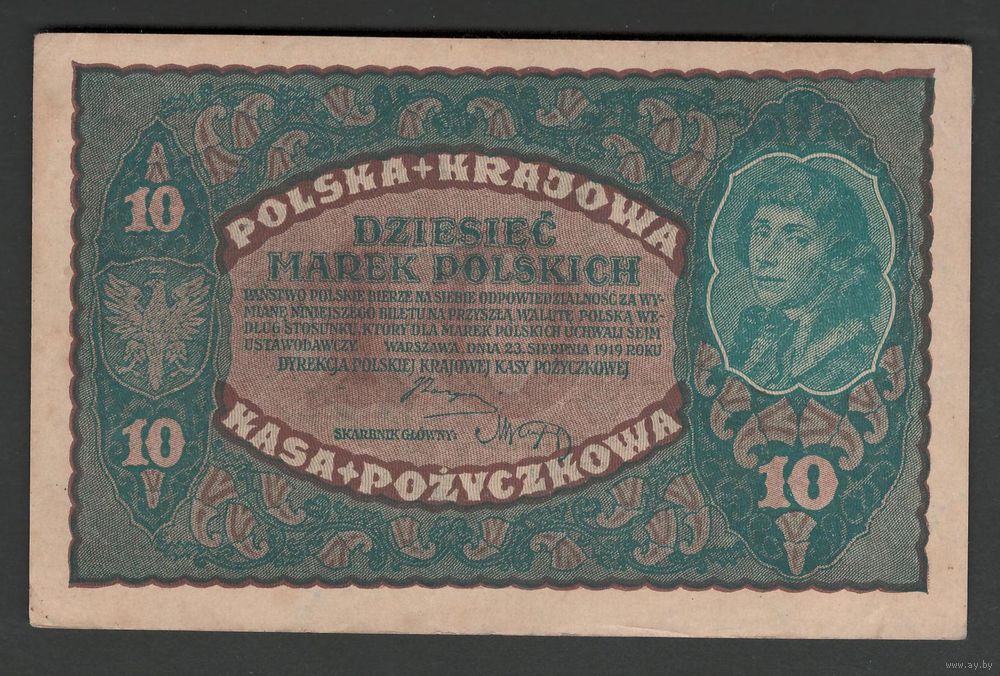 POLSKA+KRAJOWA
DZIESIĘĆ
MAREK POLSKICH
PAŃSTWO POLSKIE BIERZE NA SIEBIE ODPOWIEDZIALNOŚĆ ZA WY-
MIANĘ NINIEJSZEGO BILETU NA PRZYSZŁĄ WALUTĘ POLSKĄ WE-
DŁUG STOSUNKU, KTÓRY DLA MAREK POLSKICH UCHWALI SEJM
USTAWODAWCZY WARSZAWA, DNIA 23. SIERPNIA 1919 ROKU
DYREKCJA POLSKIEJ KRAJOWEJ KASY POŻYCZKOWEJ
SKARBNIK GŁÓWNY:
KASA+POŻYCZKOWA
10
10
10
www.ay.by